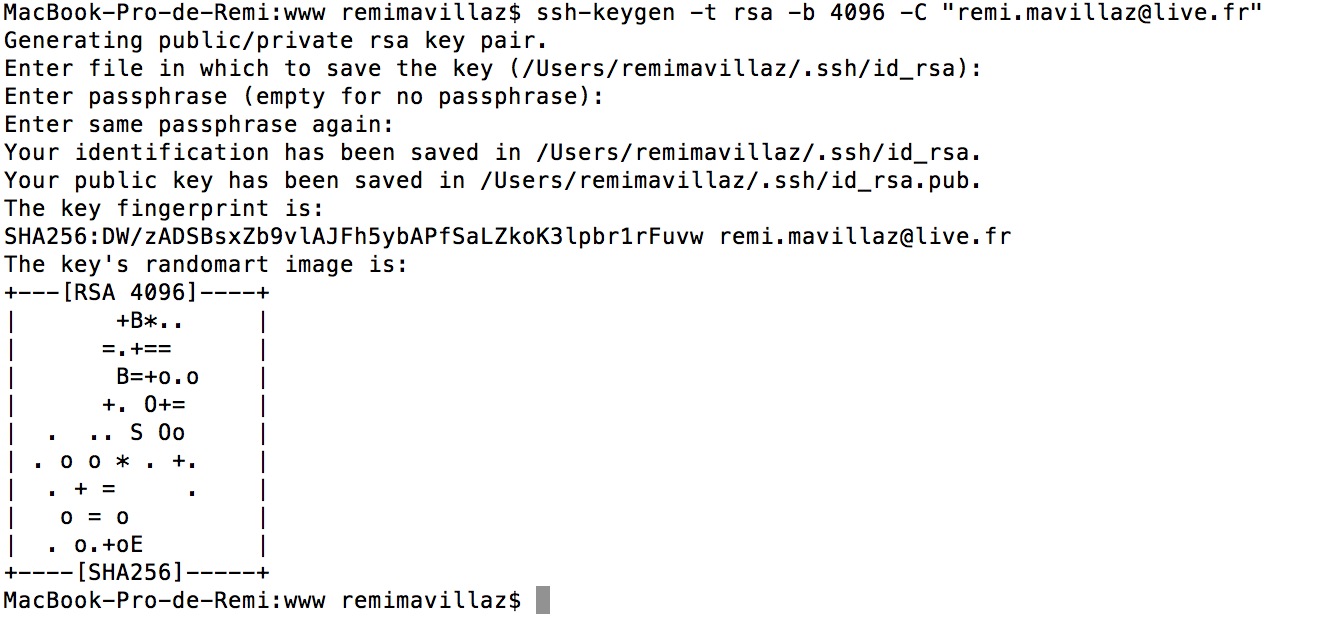 MacBook-Pro-de-Remi:www remimavillaz$ ssh-keygen -t rsa -b 4096 -C "remi.mavillaz@live.fr"
Generating public/private rsa key pair.
Enter file in which to save the key (/Users/remimavillaz/.ssh/id_rsa):
Enter passphrase (empty for no passphrase):
Enter same passphrase again:
Your identification has been saved in /Users/remimavillaz/.ssh/id_rsa.
Your public key has been saved in /Users/remimavillaz/.ssh/id_rsa.pub.
The key fingerprint is:
SHA256:DW/zADSBsxZb9vlAJFh5ybAPfSaLZkoK3lpbr1rFuvw remi.mavillaz@live.fr
The key's randomart image is:
+---[RSA 4096]----+
|       +B*..     |
|      =.+==      |
|       B=+o.o    |
|      +. O+=     |
|  .  .. S Oo     |
| . o o * . +.    |
|  . + =     .    |
|   o = o         |
|  . o.+oE        |
+----[SHA256]-----+
MacBook-Pro-de-Remi:www remimavillaz$